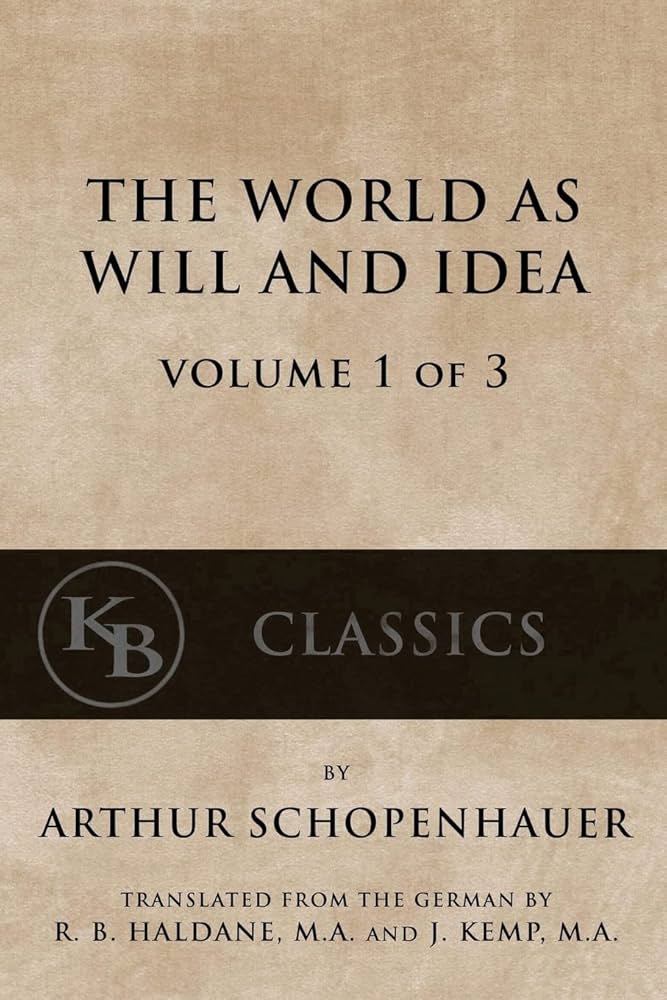 THE WORLD AS
WILL AND IDEA
VOLUME 1 OF 3
KB CLASSICS
BY
ARTHUR SCHOPENHAUER
TRANSLATED FROM THE GERMAN BY
R. B. HALDANE, M.A. AND J. KEMP, M.A.